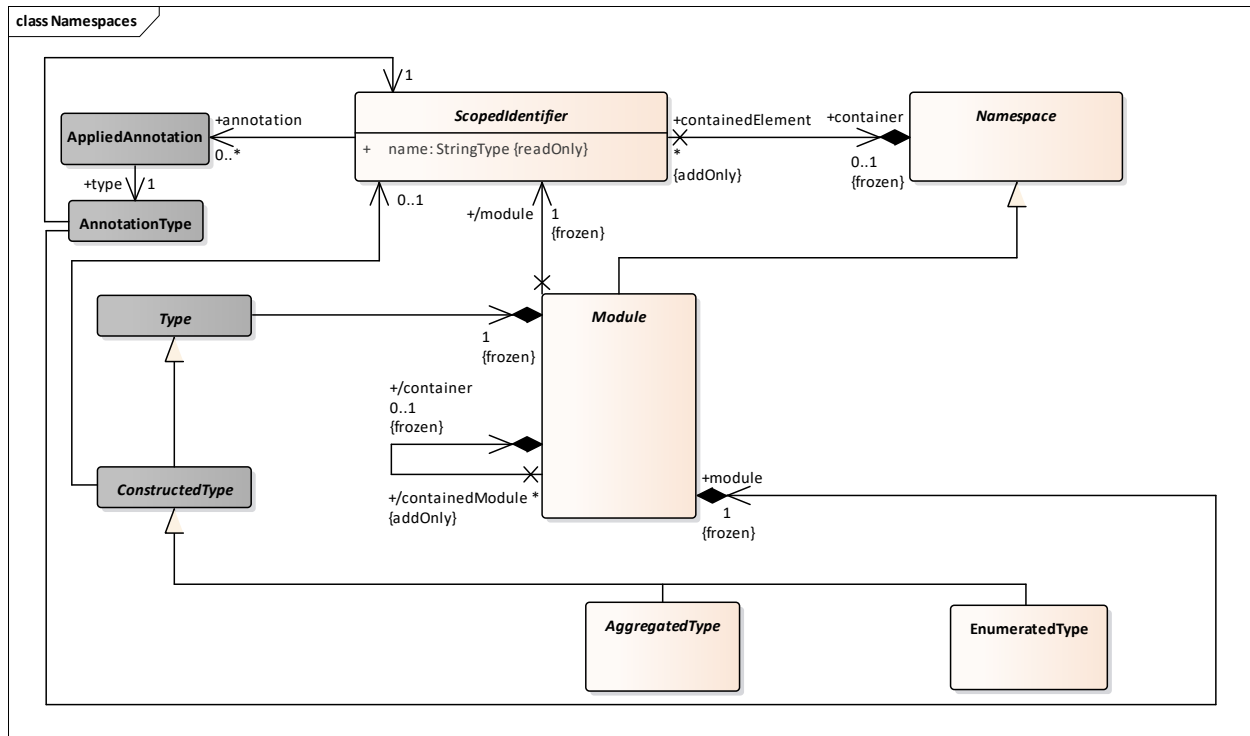 class Namespaces
1
AppliedAnnotation
+annotation
0..*
ScopedIdentifier
+ name: StringType {readOnly}
+containedElement
*
{addOnly}
+container
0..1
{frozen}
Namespace
+type
1
AnnotationType
0..1
+/module
1
{frozen}
Type
1
{frozen}
Module
+/container
0..1
{frozen}
ConstructedType
+/containedModule *
{addOnly}
+module
1
{frozen}
AggregatedType
EnumeratedType